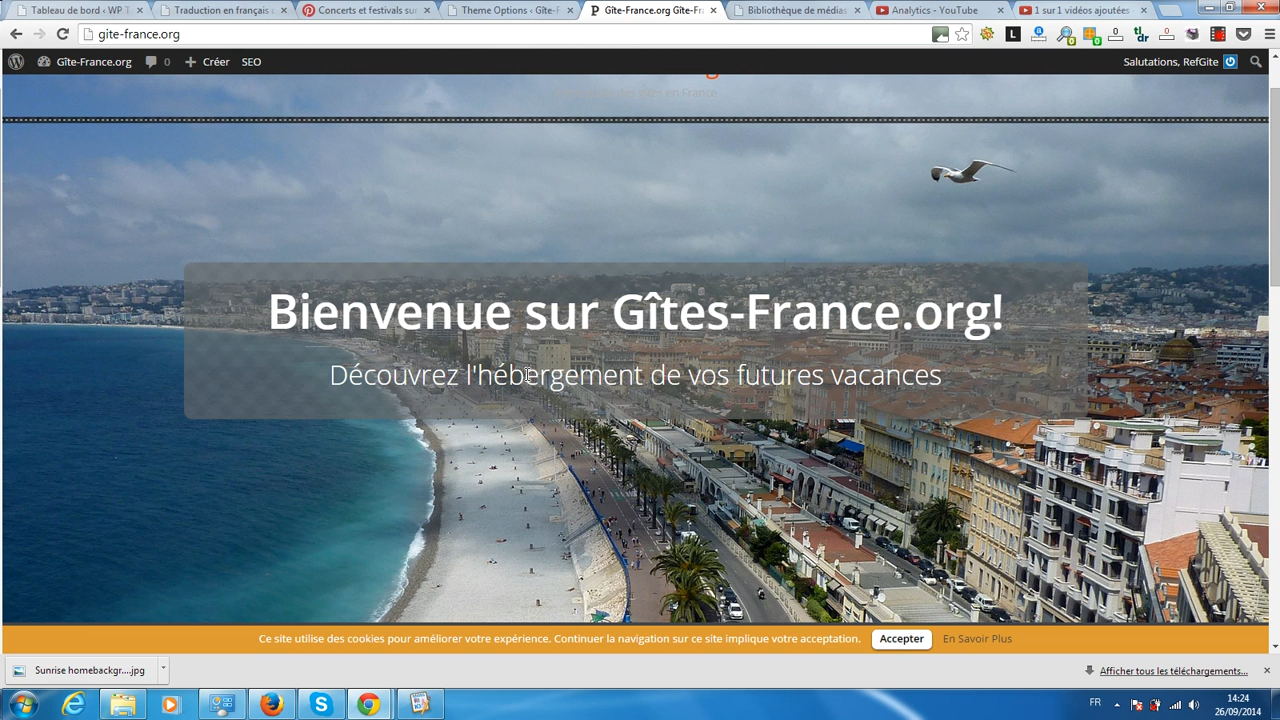 Tableau de bord ‹ WP T
Traduction en français
Concerts et festivals sur
Theme Options ‹ Gîte-F
Gîte-France.org Gîte-Fr
Bibliothèque de médias
Analytics - YouTube
1 sur 1 vidéos ajoutées
gite-france.org
Gîte-France.org
0
Créer
SEO
Salutations, RefGite
en France
Bienvenue sur Gîtes-France.org!
Découvrez l'hébergement de vos futures vacances
Ce site utilise des cookies pour améliorer votre expérience. Continuer la navigation sur ce site implique votre acceptation.
Accepter
En Savoir Plus
Sunrise homebackgr....jpg
Afficher tous les téléchargements...
FR
14:24
26/09/2014